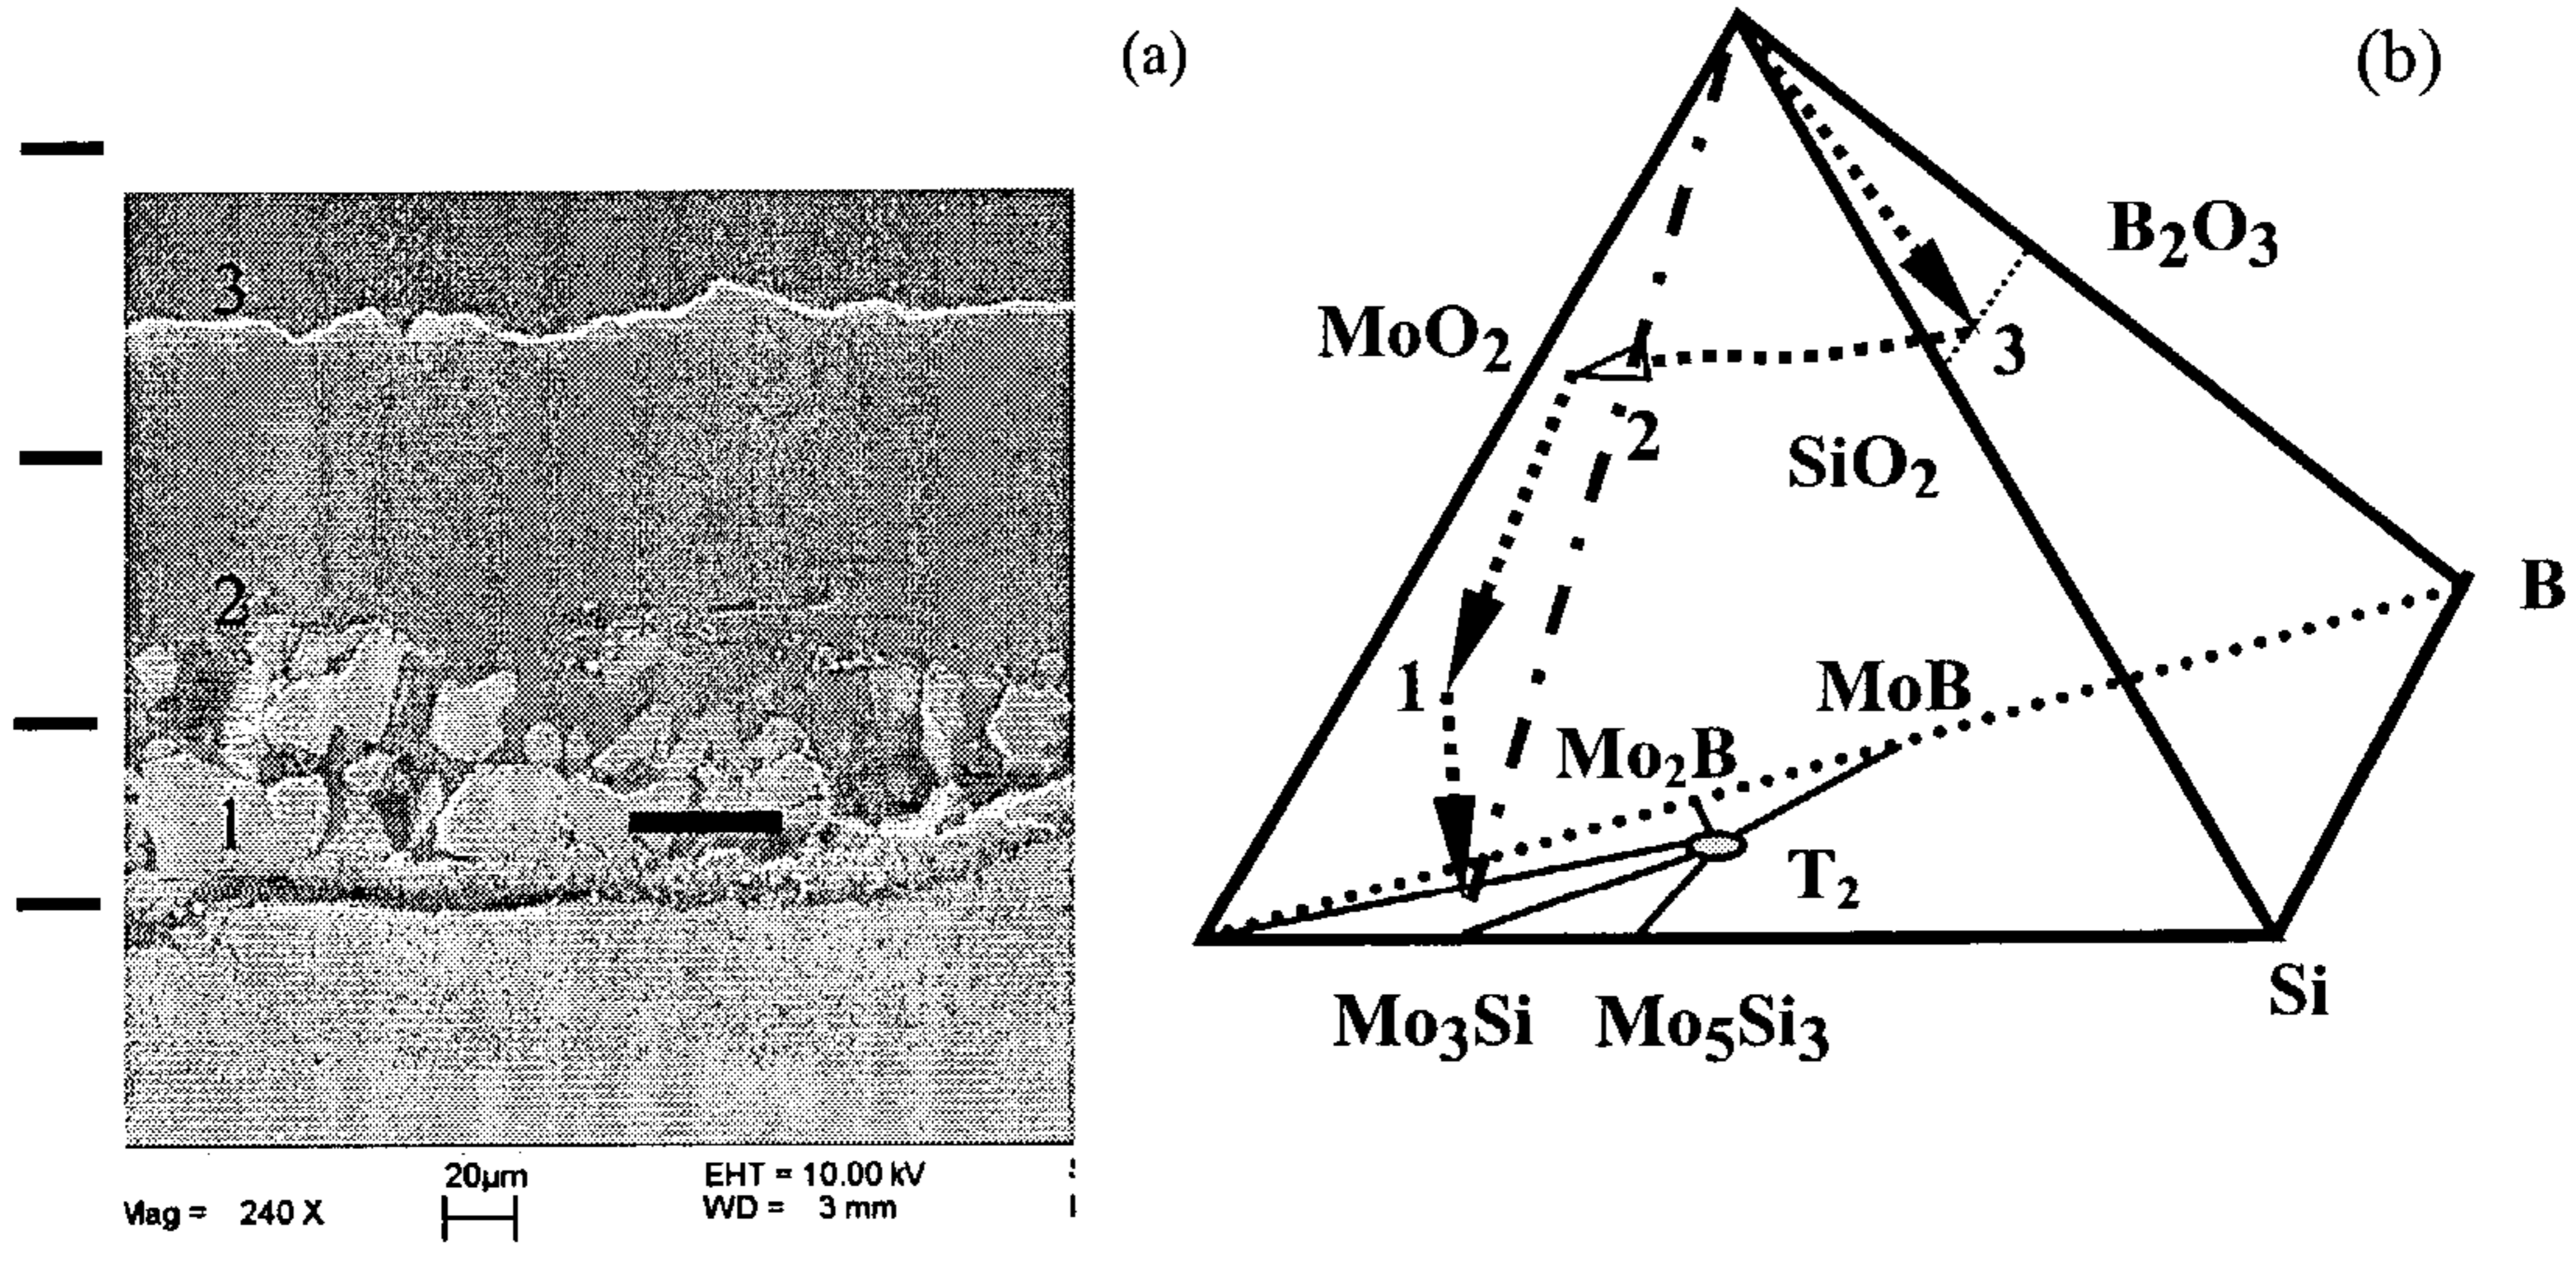 (a)
3
2
1
20µm
EHT = 10.00 kV
Mag = 240 X
WD = 3 mm
(b)
B₂O₃
MoO₂
3
2
SiO₂
B
1
MoB
Mo₂B
T₂
Si
Mo₃Si Mo₅Si₃